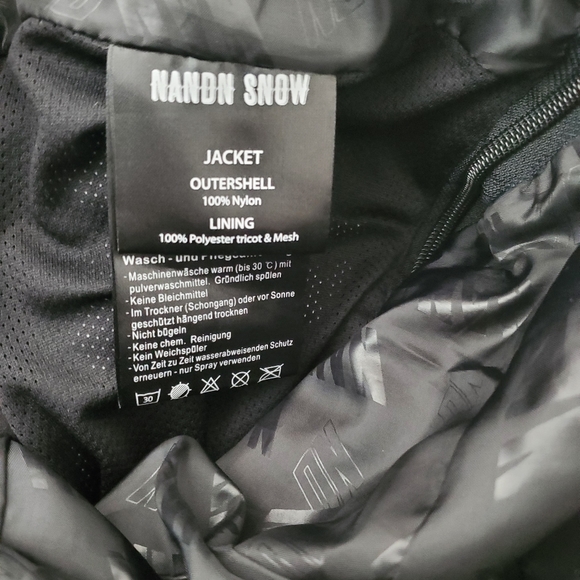 NANDN SNOW
JACKET
OUTERSHELL
100% Nylon
LINING
100% Polyester tricot & Mesh
Wasch - und
- Maschinenwäsche warm (bis 30 ℃) mit
pulverwaschmittel. Gründlich spülen
- Keine Bleichmittel
- Im Trockner (Schongang) oder vor Sonne
geschützt hängend trocknen
- Nicht bügeln
- Keine chem. Reinigung
- Kein Weichspüler
- Von Zeit zu Zeit wasserabweisenden Schutz
erneuern - nur Spray verwenden
30